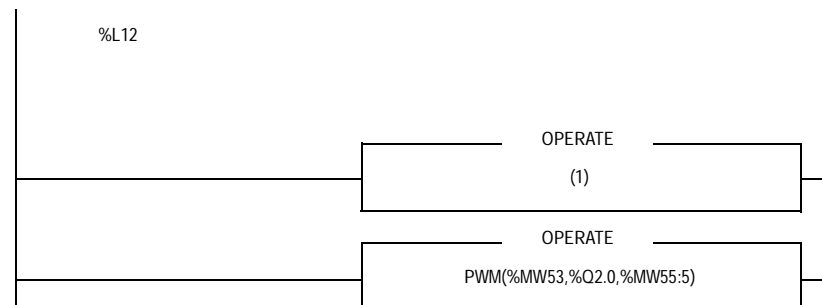 %L12
OPERATE
(1)
OPERATE
PWM(%MW53,%Q2.0,%MW55:5)